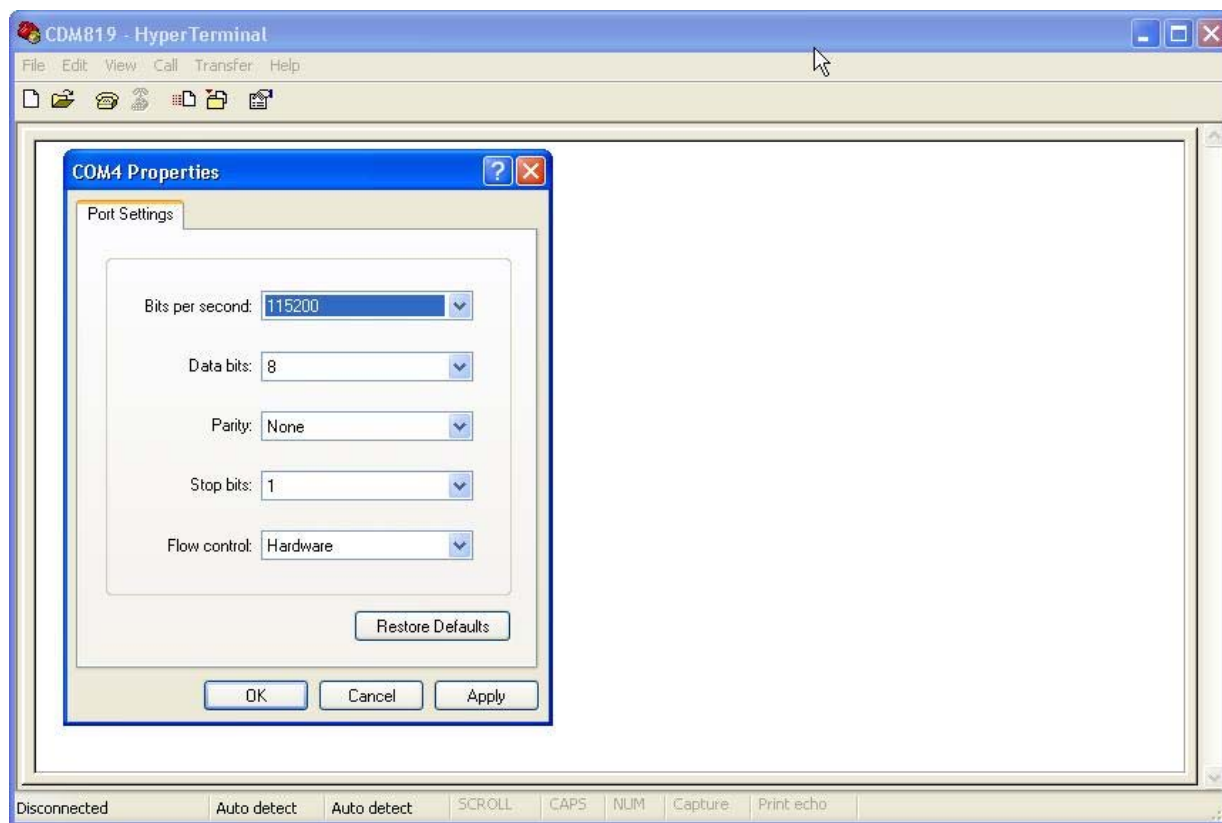 CDM819 - HyperTerminal
File Edit View Call Transfer Help
COM4 Properties
Port Settings
Bits per second: 115200
Data bits: 8
Parity: None
Stop bits: 1
Flow control: Hardware
Restore Defaults
OK Cancel Apply
Disconnected Auto detect Auto detect SCROLL CAPS NUM Capture Print echo